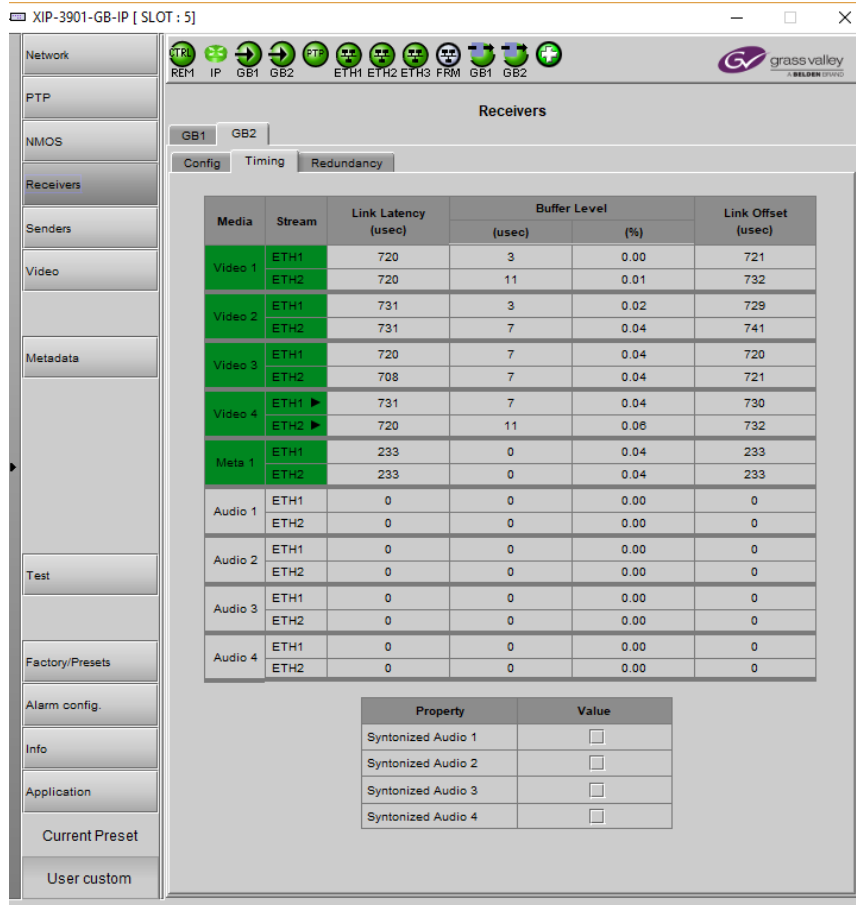 XIP-3901-GB-IP [ SLOT : 5]
REM IP GB1 GB2 ETH1 ETH2 ETH3 FRM GB1 GB2
CTRL
PTP
grass valley
A BELDEN BRAND
Network
PTP
NMOS
Receivers
Senders
Video
Metadata
Test
Factory/Presets
Alarm config.
Info
Application
Current Preset
User custom
Receivers
GB1 GB2
Config Timing Redundancy
Media Stream Link Latency (usec) Buffer Level Link Offset (usec)
(usec) (%)
Video 1 ETH1 720 3 0.00 721
ETH2 720 11 0.01 732
Video 2 ETH1 731 3 0.02 729
ETH2 731 7 0.04 741
Video 3 ETH1 720 7 0.04 720
ETH2 708 7 0.04 721
Video 4 ETH1 ► 731 7 0.04 730
ETH2 ► 720 11 0.06 732
Meta 1 ETH1 233 0 0.04 233
ETH2 233 0 0.04 233
Audio 1 ETH1 0 0 0.00 0
ETH2 0 0 0.00 0
Audio 2 ETH1 0 0 0.00 0
ETH2 0 0 0.00 0
Audio 3 ETH1 0 0 0.00 0
ETH2 0 0 0.00 0
Audio 4 ETH1 0 0 0.00 0
ETH2 0 0 0.00 0
Property Value
Syntonized Audio 1
Syntonized Audio 2
Syntonized Audio 3
Syntonized Audio 4